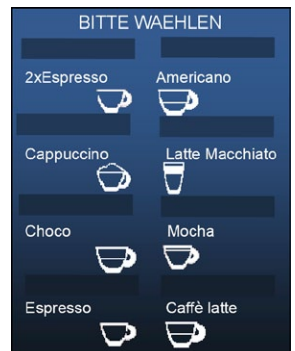 BITTE WAEHLEN
2xEspresso Americano
Cappuccino Latte Macchiato
Choco Mocha
Espresso Caffè latte